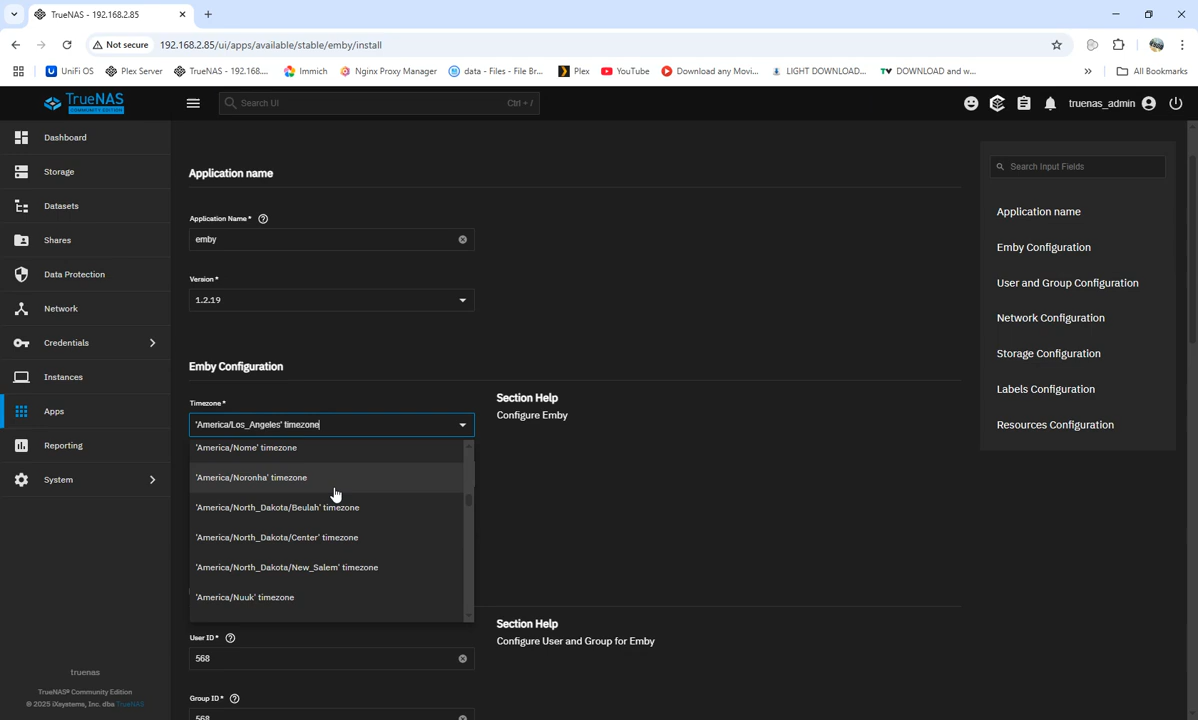 TrueNAS - 192.168.2.85
Not secure
192.168.2.85/ui/apps/available/stable/emby/install
UniFi OS
Plex Server
TrueNAS - 192.168....
Immich
Nginx Proxy Manager
data - Files - File Br...
Plex
YouTube
Download any Movi...
LIGHT DOWNLOAD...
DOWNLOAD and w...
All Bookmarks
TrueNAS
COMMUNITY EDITION
Search UI
Ctrl + /
truenas_admin
Dashboard
Storage
Datasets
Shares
Data Protection
Network
Credentials
Instances
Apps
Reporting
System
truenas
TrueNAS® Community Edition
© 2025 iXsystems, Inc. dba TrueNAS
Application name
Application Name *
emby
Version *
1.2.19
Emby Configuration
Timezone *
'America/Los_Angeles' timezone
Section Help
Configure Emby
'America/Nome' timezone
'America/Noronha' timezone
'America/North_Dakota/Beulah' timezone
'America/North_Dakota/Center' timezone
'America/North_Dakota/New_Salem' timezone
'America/Nuuk' timezone
Section Help
Configure User and Group for Emby
User ID *
568
Group ID *
568
Search Input Fields
Application name
Emby Configuration
User and Group Configuration
Network Configuration
Storage Configuration
Labels Configuration
Resources Configuration